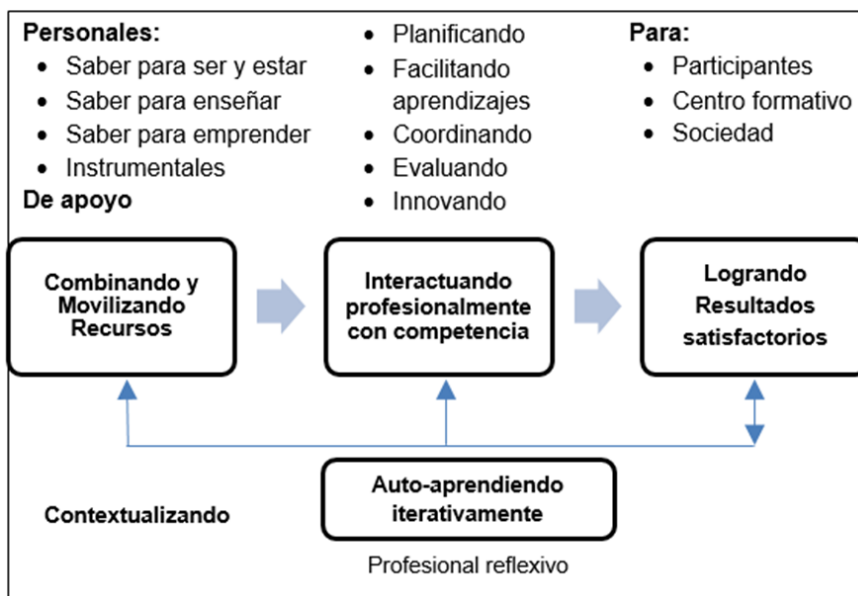 Personales:
• Saber para ser y estar
• Saber para enseñar
• Saber para emprender
• Instrumentales
De apoyo
• Planificando
• Facilitando
aprendizajes
• Coordinando
• Evaluando
• Innovando
Para:
• Participantes
• Centro formativo
• Sociedad
Combinando y
Movilizando
Recursos
Interactuando
profesionalmente
con competencia
Logrando
Resultados
satisfactorios
Auto-aprendiendo
iterativamente
Contextualizando
Profesional reflexivo